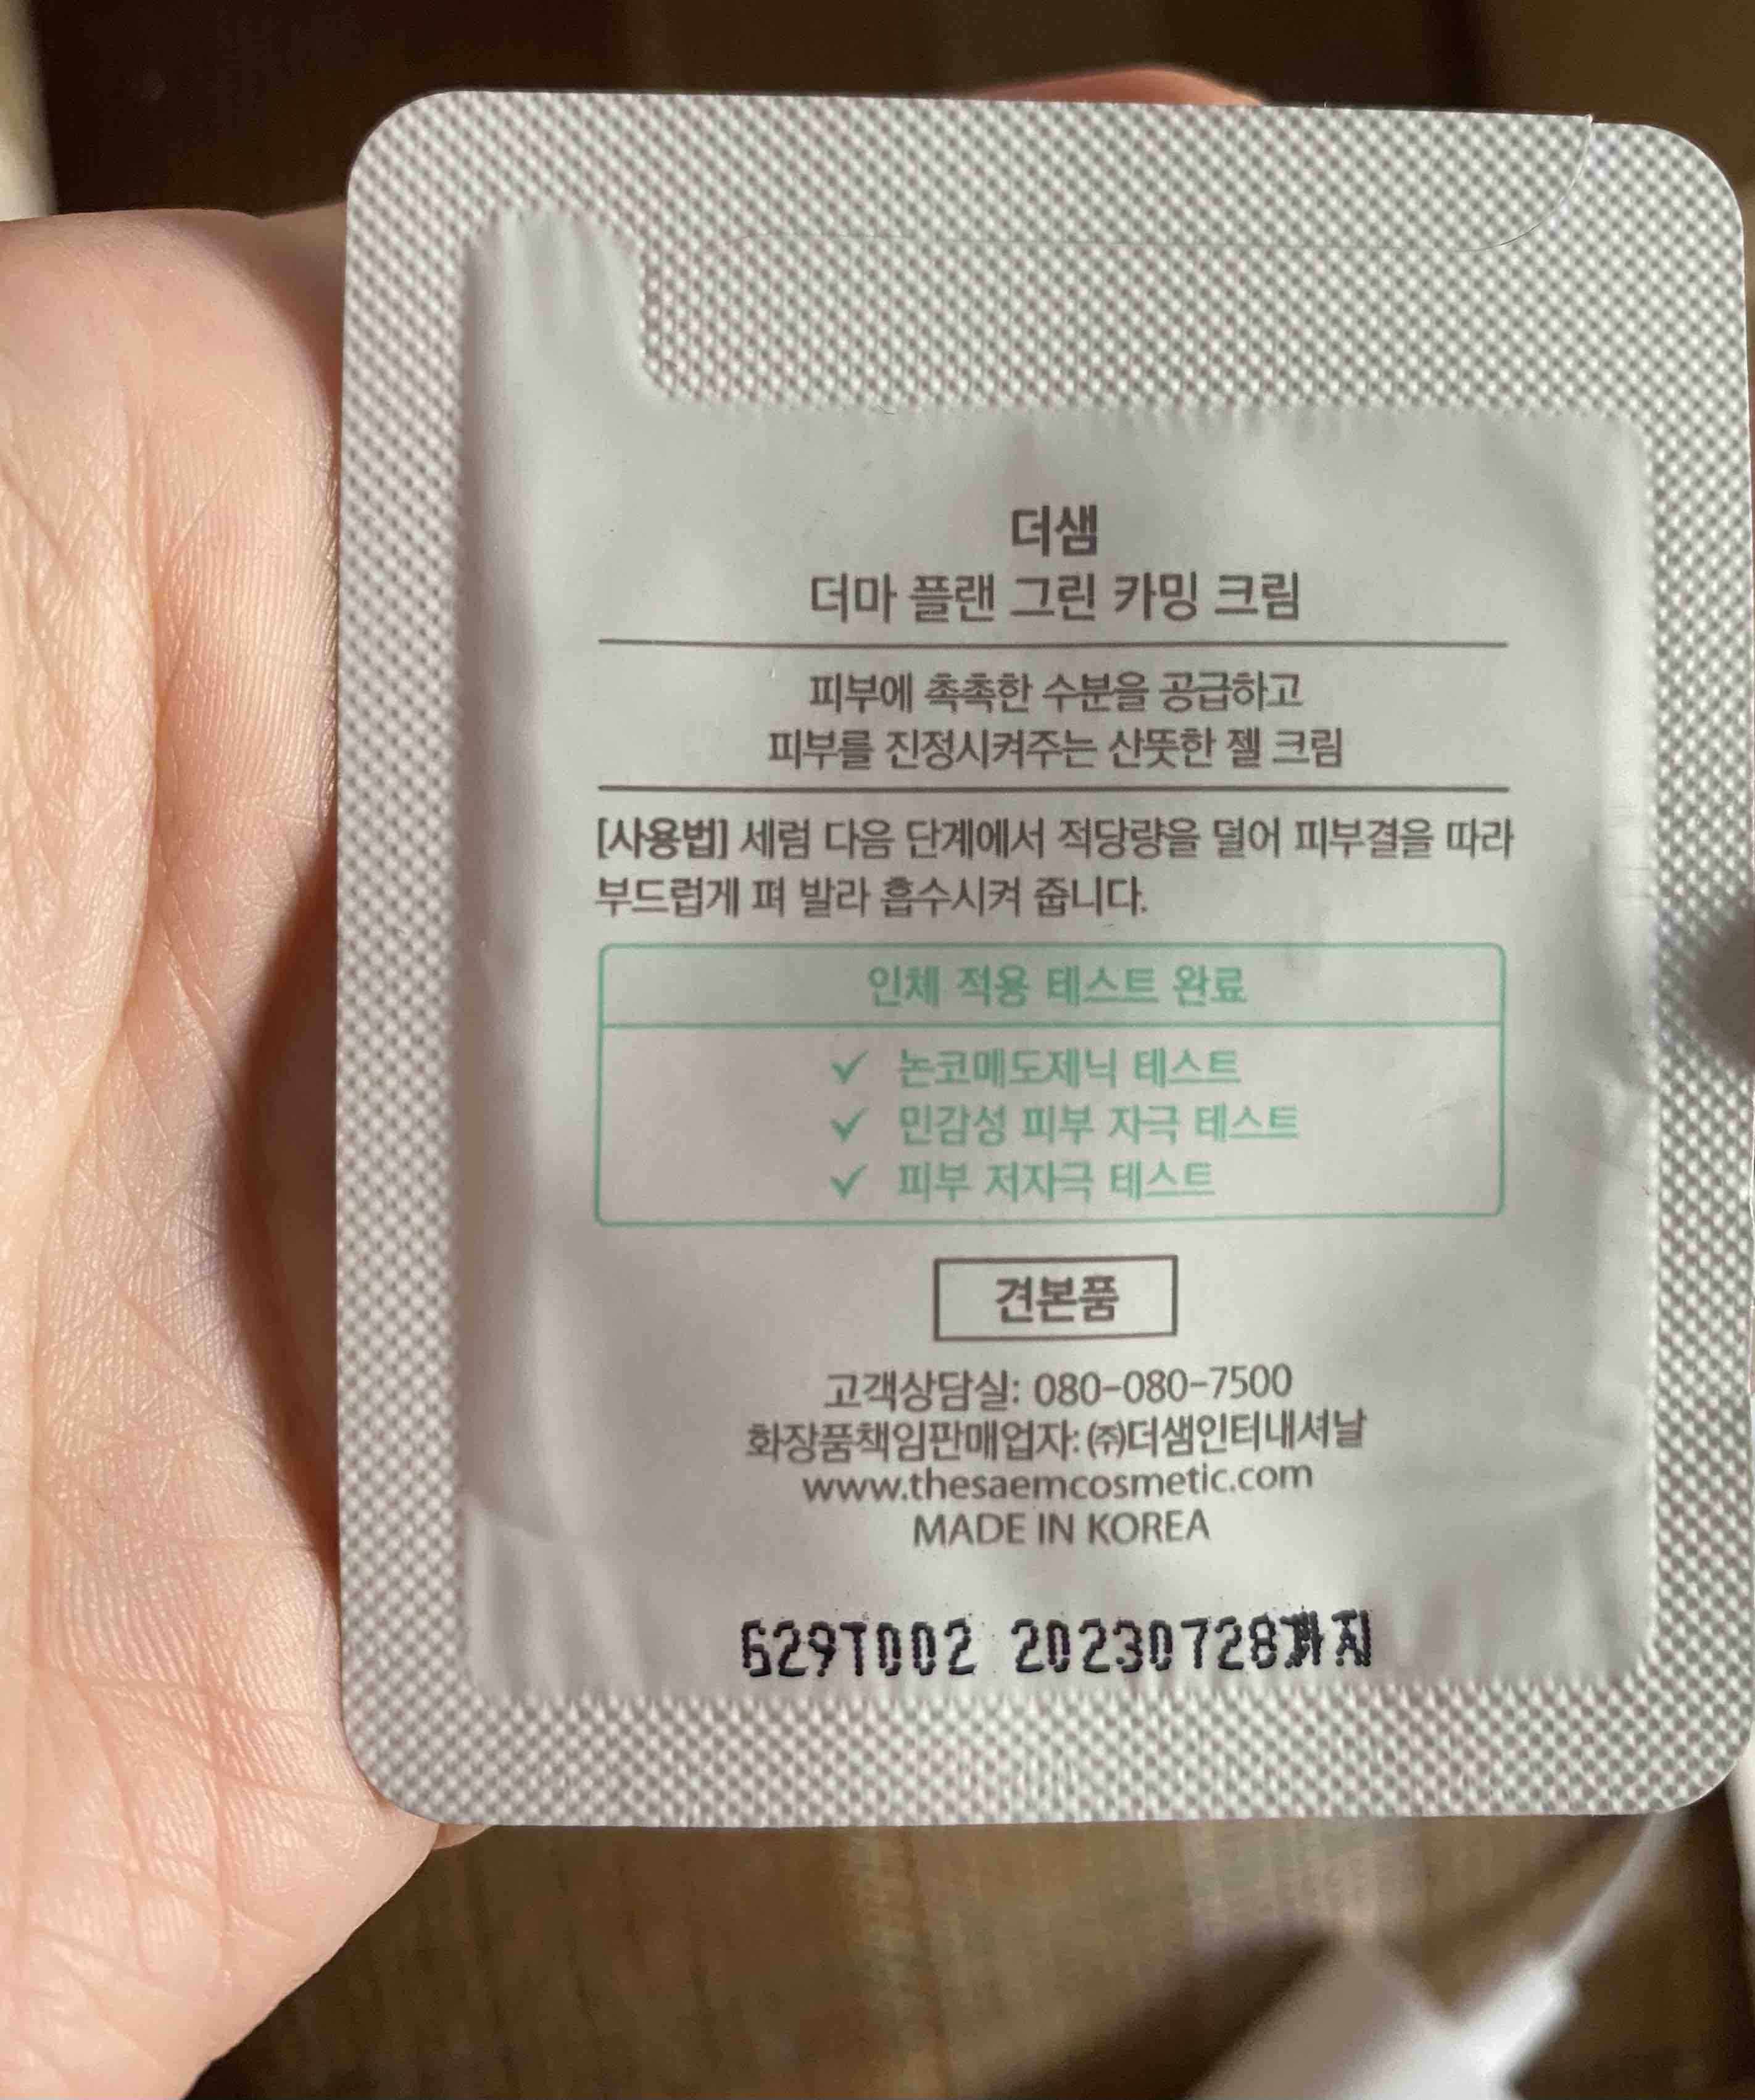 더샘
더마 플랜 그린 카밍 크림
피부에 촉촉한 수분을 공급하고
피부를 진정시켜주는 산뜻한 젤 크림
[사용법] 세럼 다음 단계에서 적당량을 덜어 피부결을 따라
부드럽게 펴 발라 흡수시켜 줍니다.
인체 적용 테스트 완료
✓ 논코메도제닉 테스트
✓ 민감성 피부 자극 테스트
✓ 피부 저자극 테스트
견본품
고객상담실: 080-080-7500
화장품책임판매업자: ㈜더샘인터내셔날
www.thesaemcosmetic.com
MADE IN KOREA
629T002 20230728까지